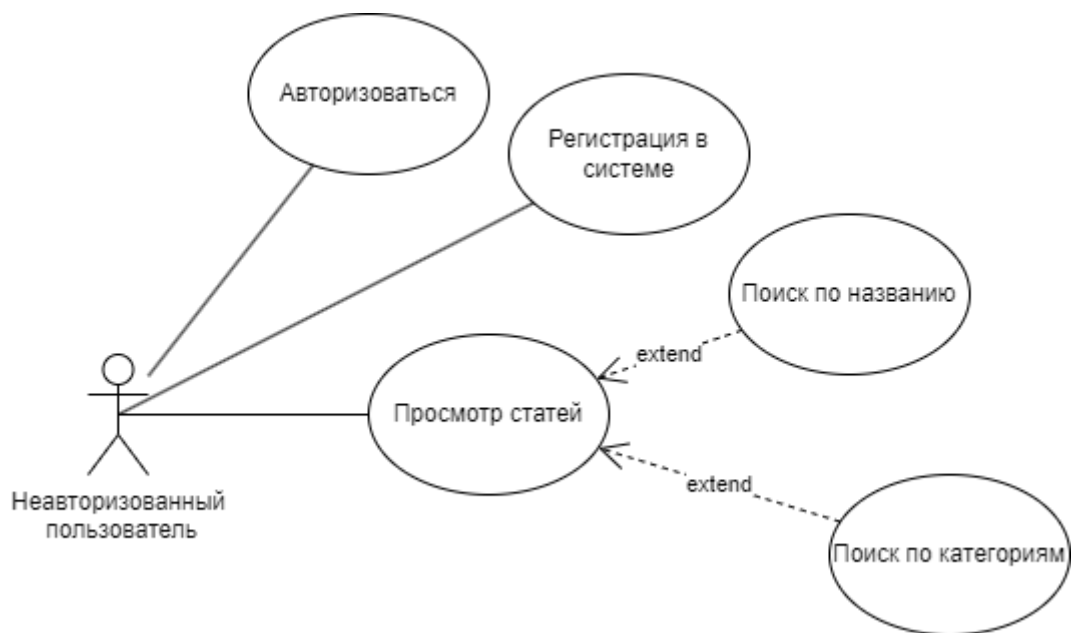 Авторизоваться
Регистрация в
системе
Поиск по названию
extend
Просмотр статей
extend
Неавторизованный
пользователь
Поиск по категориям